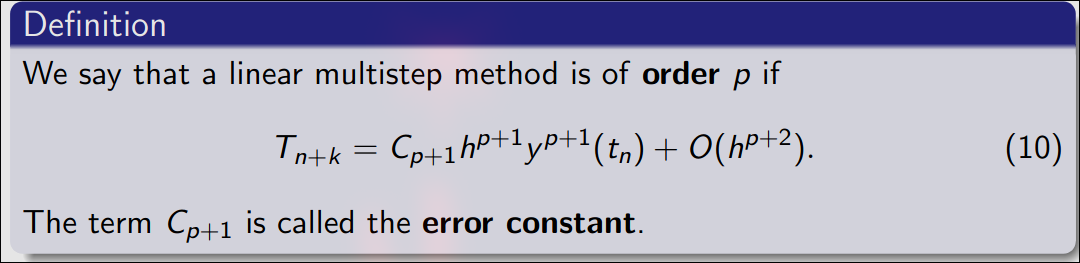 Definition
We say that a linear multistep method is of order p if
T_{n+k} = C_{p+1}h^{p+1}y^{p+1}(t_n) + O(h^{p+2}). (10)
The term C_{p+1} is called the error constant.